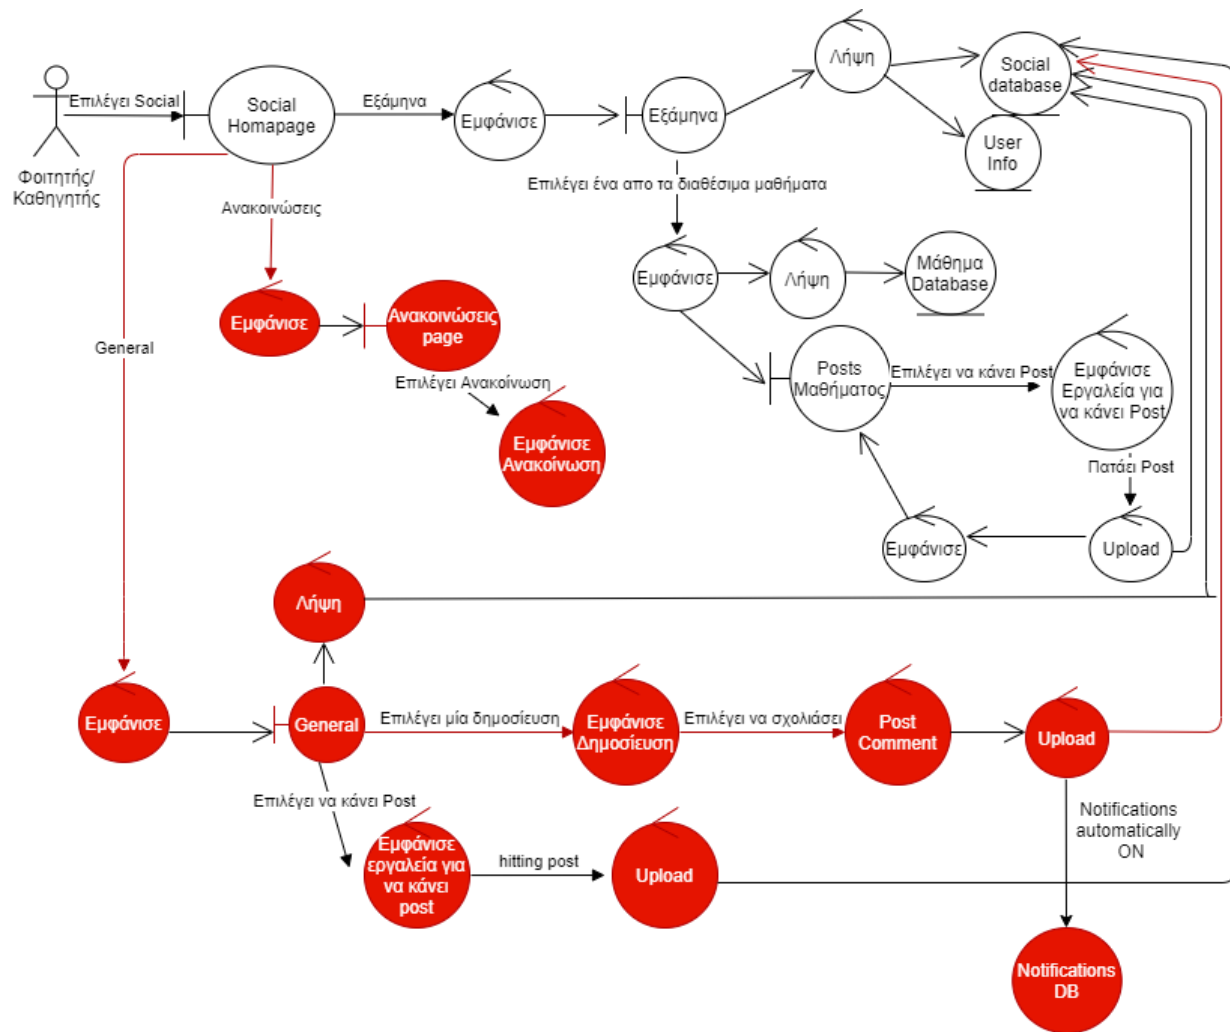 Επιλέγει Social
Φοιτητής/
Καθηγητής
Social
Homapage
Εξάμηνα
Εμφάνισε
Εξάμηνα
Λήψη
Social
database
User
Info
Επιλέγει ένα απο τα διαθέσιμα μαθήματα
Εμφάνισε
Λήψη
Μάθημα
Database
Ανακοινώσεις
Εμφάνισε
Ανακοινώσεις
page
Επιλέγει Ανακοίνωση
Εμφάνισε
Ανακοίνωση
General
Posts
Μαθήματος
Επιλέγει να κάνει Post
Εμφάνισε
Εργαλεία για
να κάνει Post
Πατάει Post
Upload
Εμφάνισε
Λήψη
Εμφάνισε
General
Επιλέγει μία δημοσίευση
Εμφάνισε
Δημοσίευση
Επιλέγει να σχολιάσει
Post
Comment
Upload
Επιλέγει να κάνει Post
Εμφάνισε
εργαλεία για
να κάνει
post
hitting post
Upload
Notifications
automatically
ON
Notifications
DB